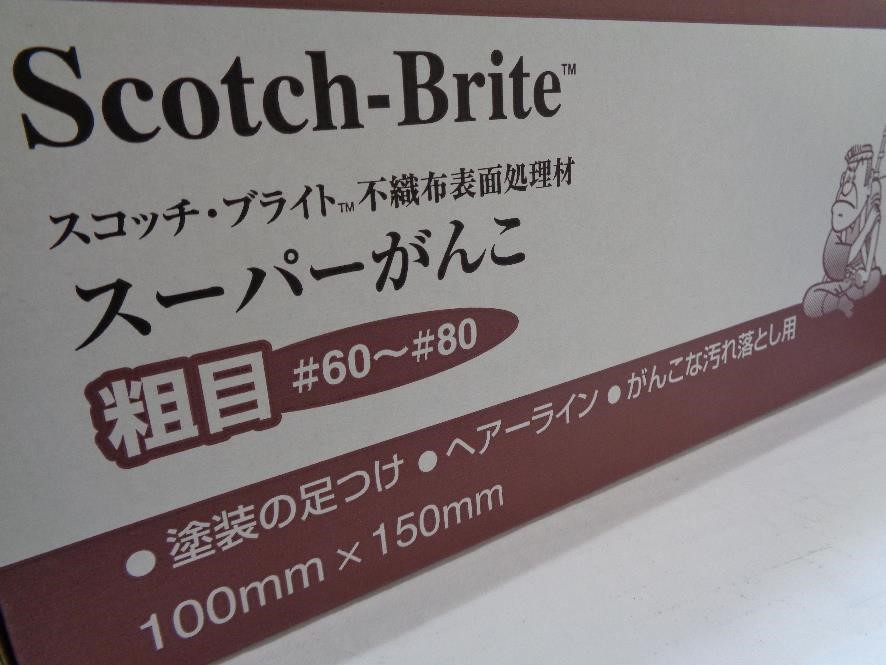 Scotch-Brite™
スコッチ・ブライト™不織布表面処理材
スーパーがんこ
粗目 #60～#80
●塗装の足つけ ●ヘアーライン ●がんこな汚れ落とし用
100mm×150mm